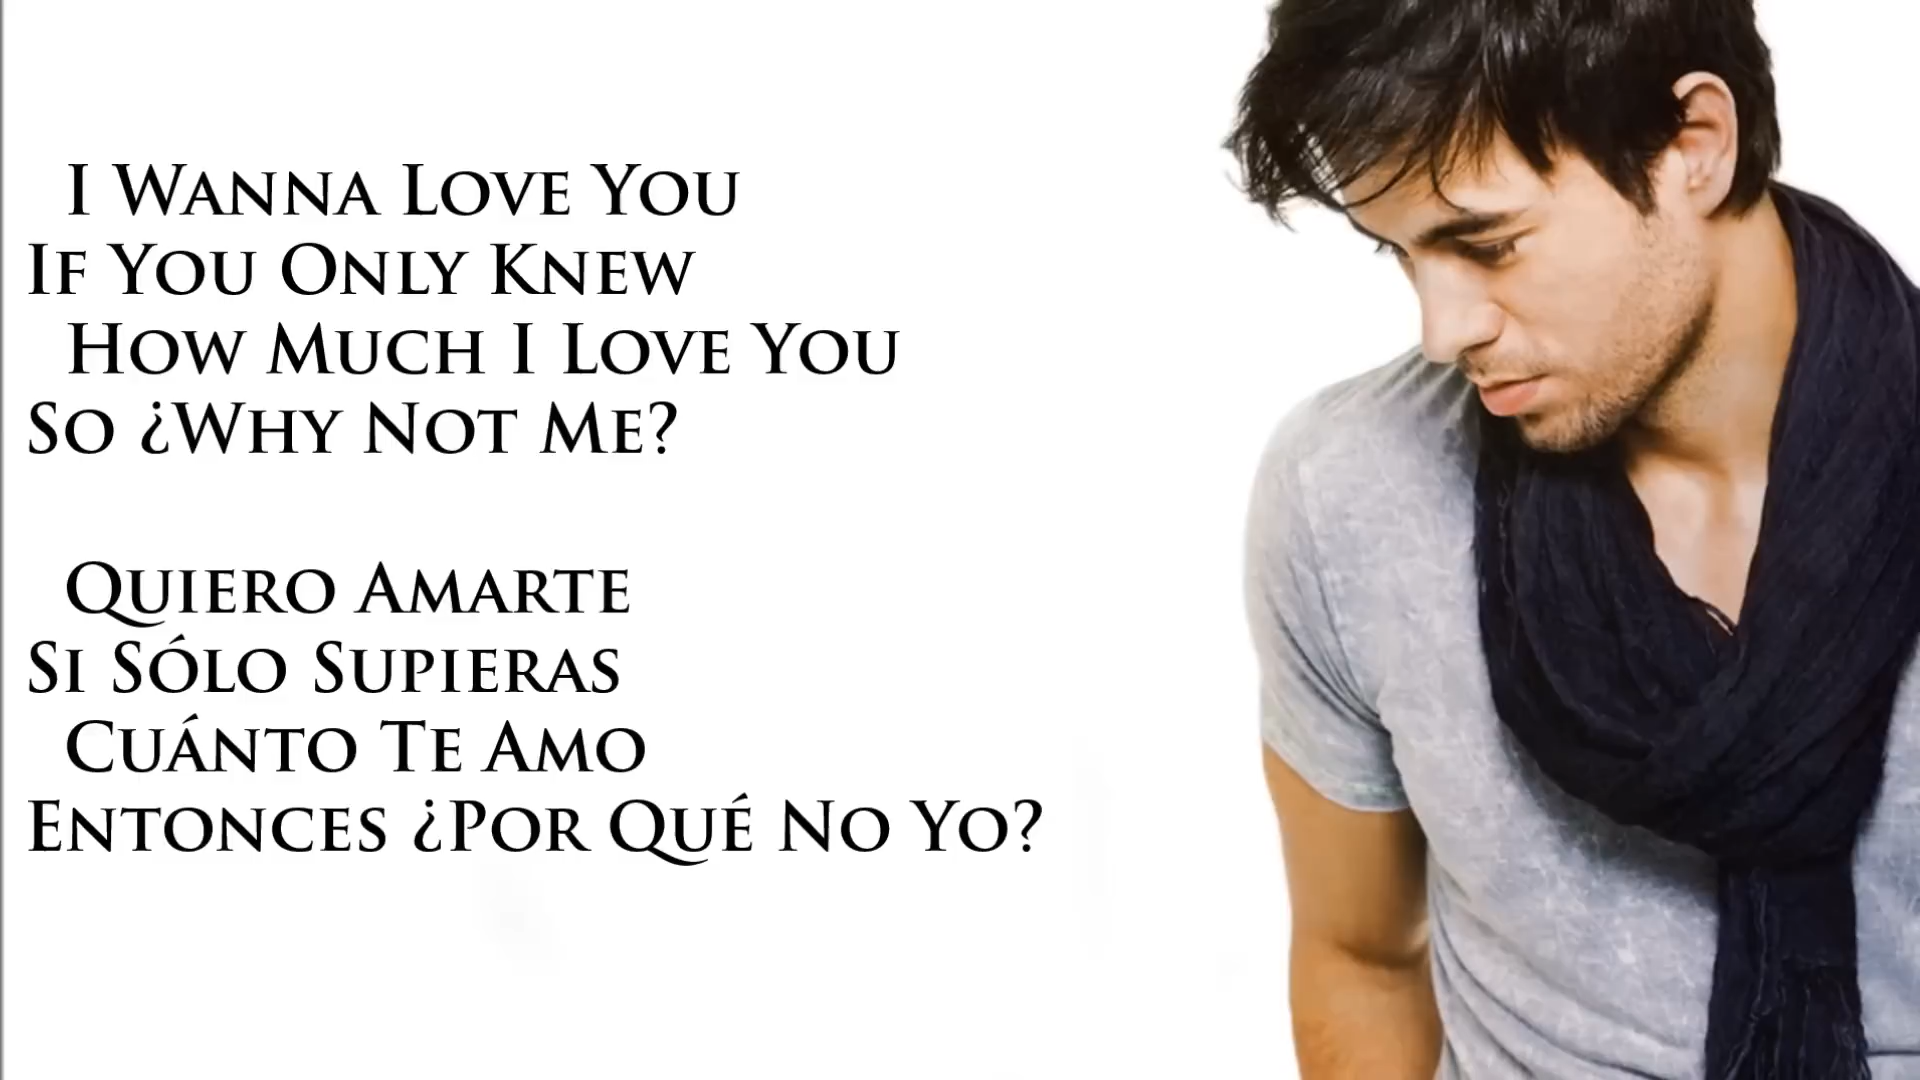 I Wanna Love You
If You Only Knew
How Much I Love You
So ¿Why Not Me?
Quiero Amarte
Si Sólo Supieras
Cuánto Te Amo
Entonces ¿Por Qué No Yo?